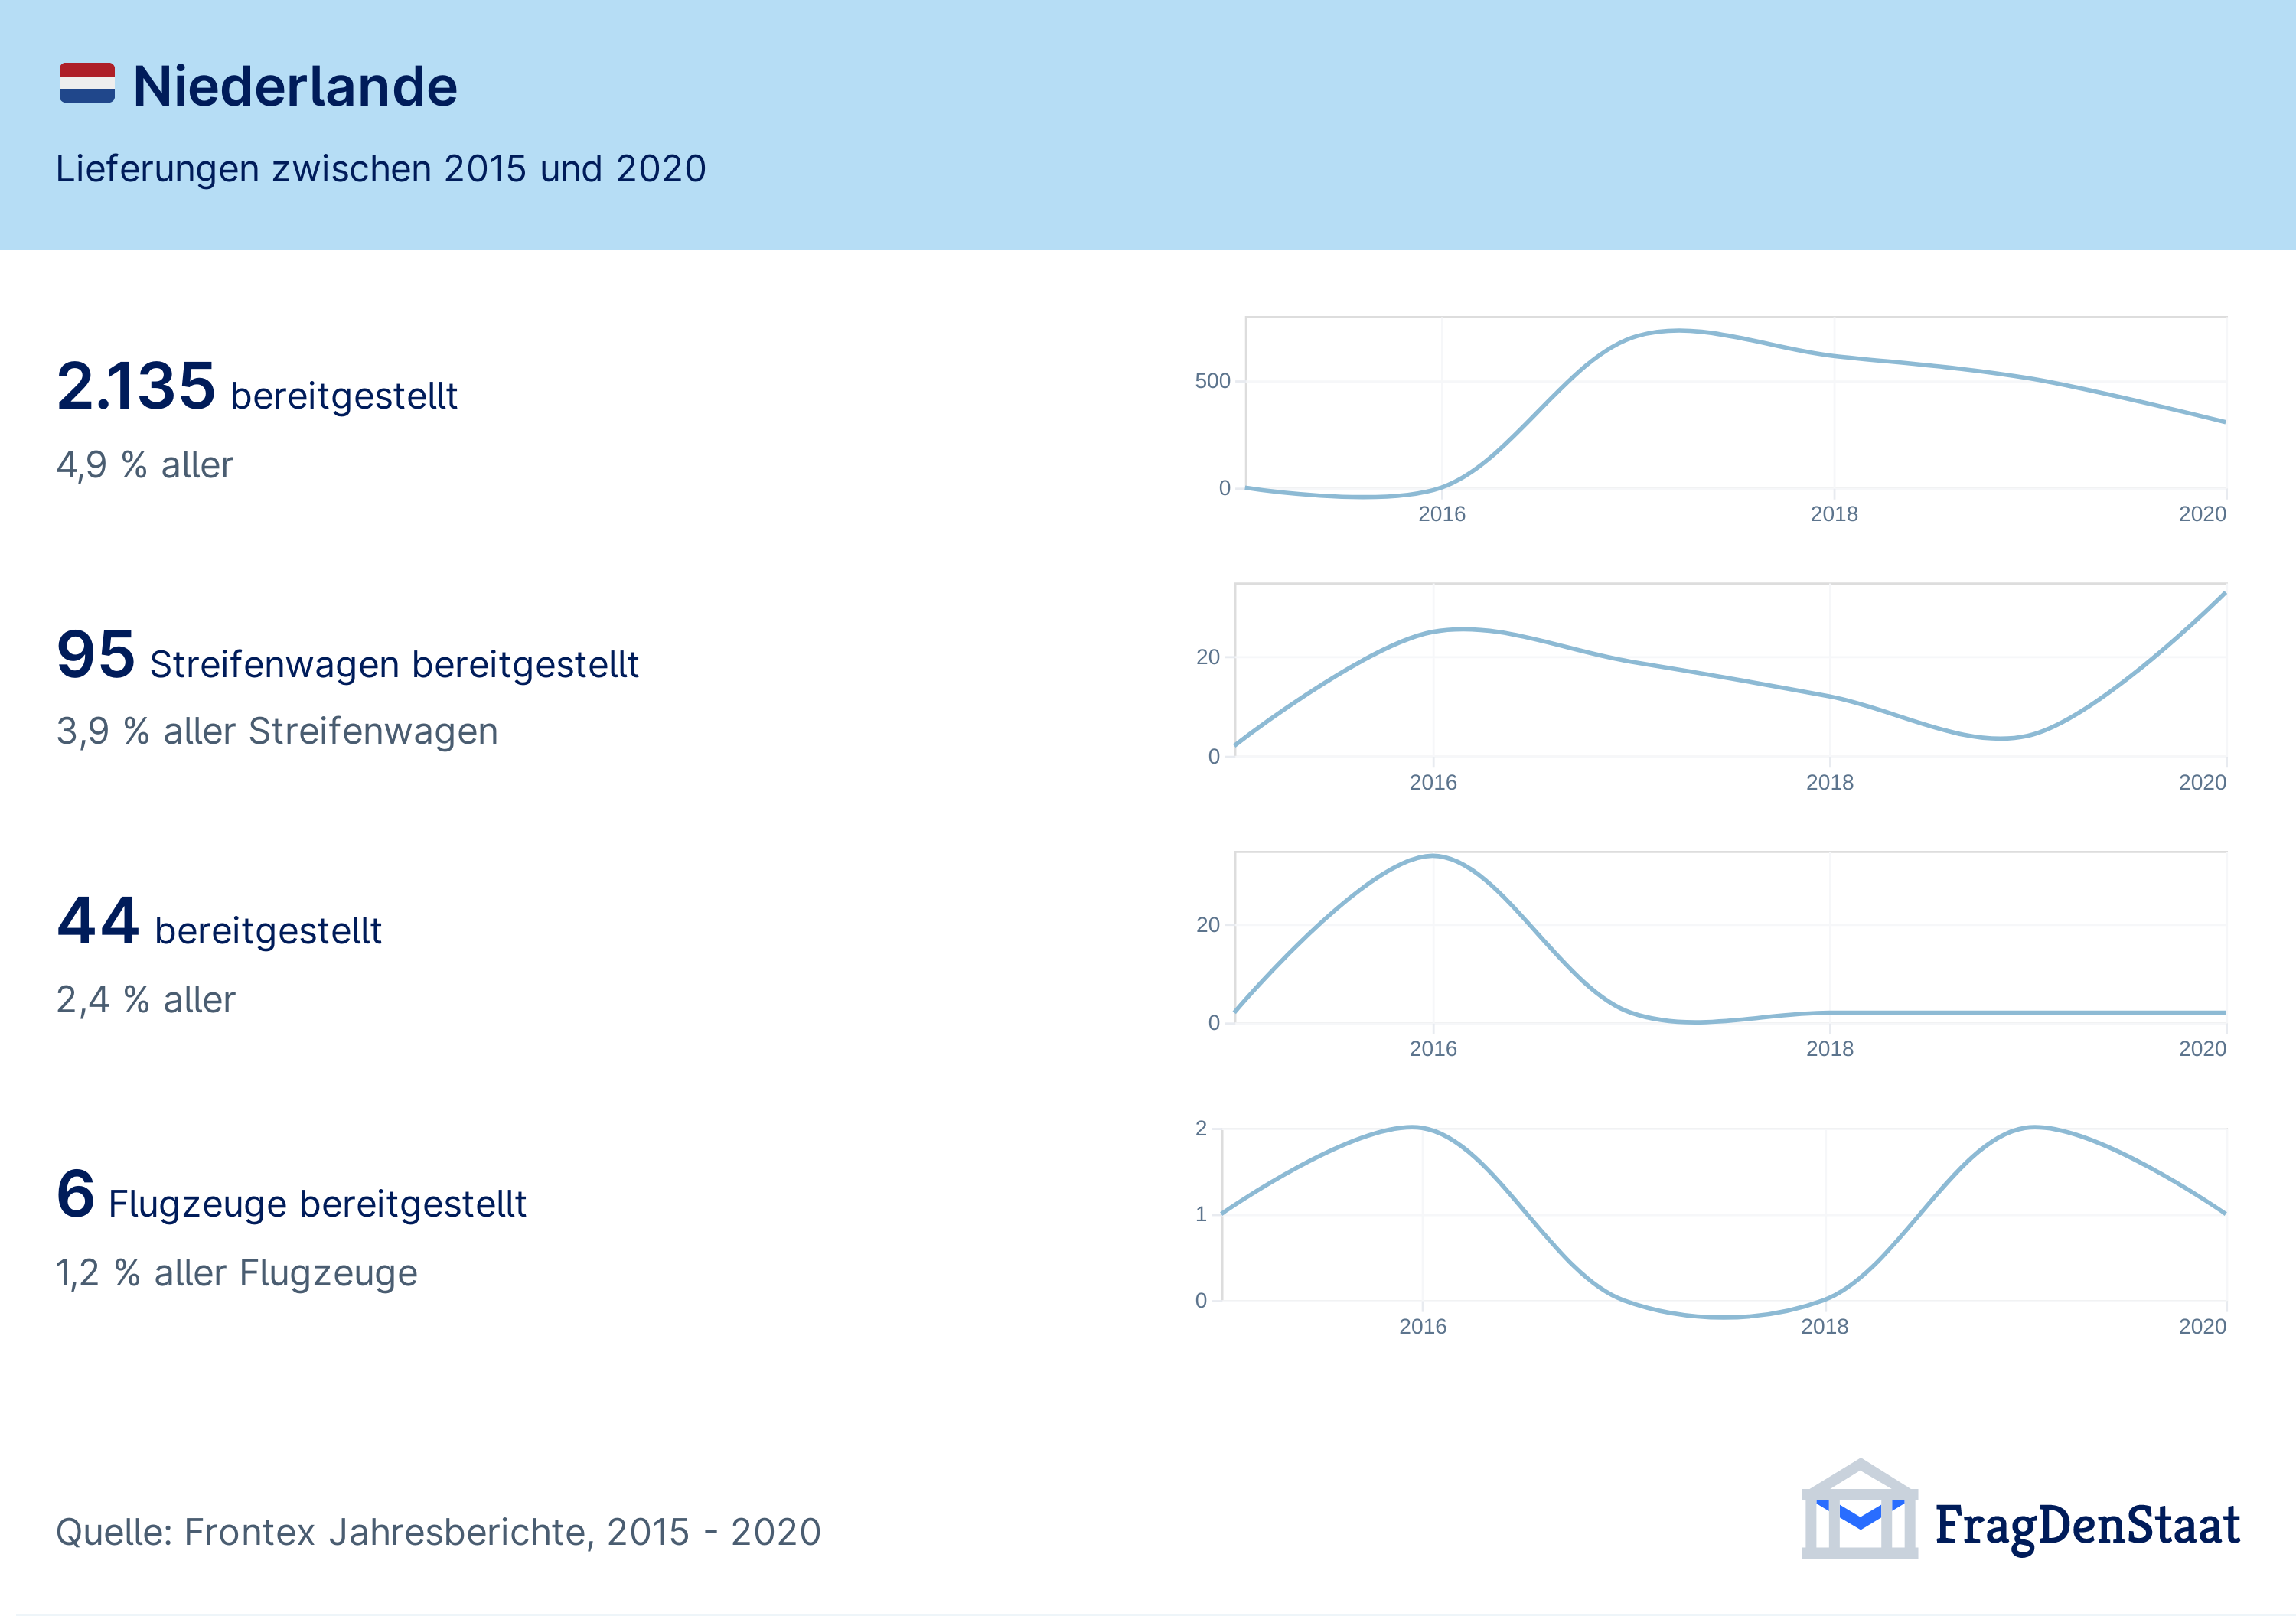 Niederlande
Lieferungen zwischen 2015 und 2020
2.135 bereitgestellt
4,9 % aller
500
0
2016 2018 2020
95 Streifenwagen bereitgestellt
3,9 % aller Streifenwagen
20
0
2016 2018 2020
44 bereitgestellt
2,4 % aller
20
0
2016 2018 2020
6 Flugzeuge bereitgestellt
1,2 % aller Flugzeuge
2
1
0
2016 2018 2020
Quelle: Frontex Jahresberichte, 2015 - 2020
FragDenStaat